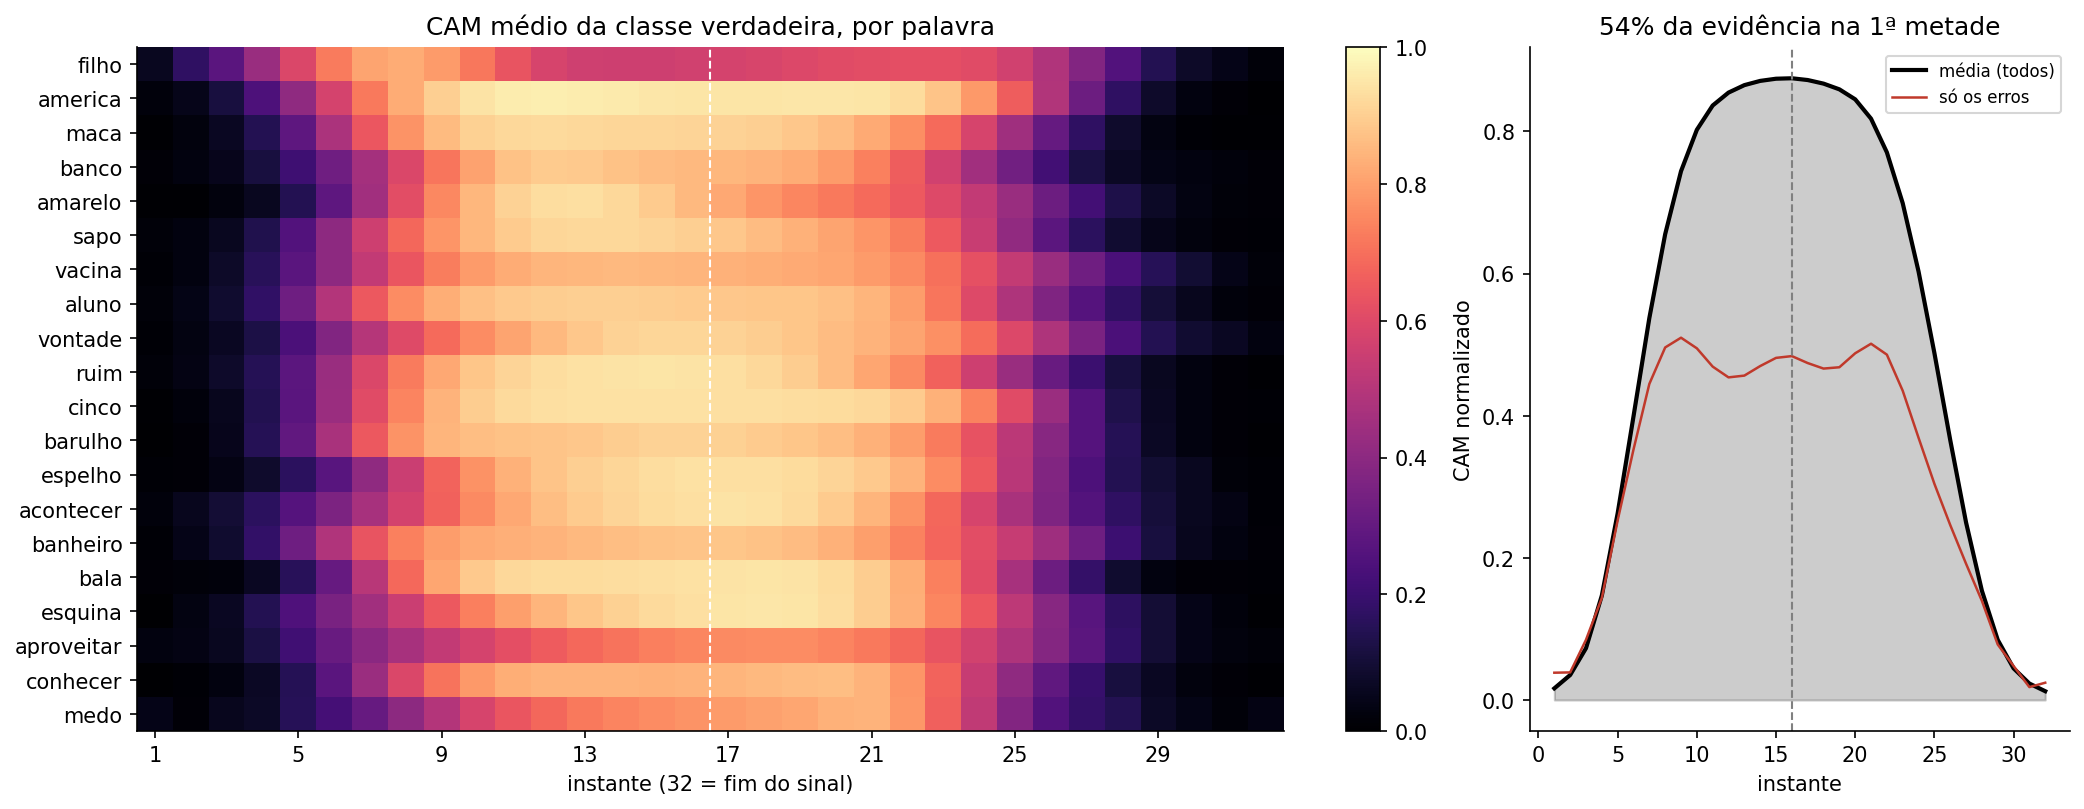 CAM médio da classe verdadeira, por palavra
filho
america
maca
banco
amarelo
sapo
vacina
aluno
vontade
ruim
cinco
barulho
espelho
acontecer
banheiro
bala
esquina
aproveitar
conhecer
medo
1 5 9 13 17 21 25 29
instante (32 = fim do sinal)
1.0
0.8
0.6
0.4
0.2
0.0
54% da evidência na 1ª metade
média (todos)
só os erros
CAM normalizado
0.8
0.6
0.4
0.2
0.0
0 5 10 15 20 25 30
instante